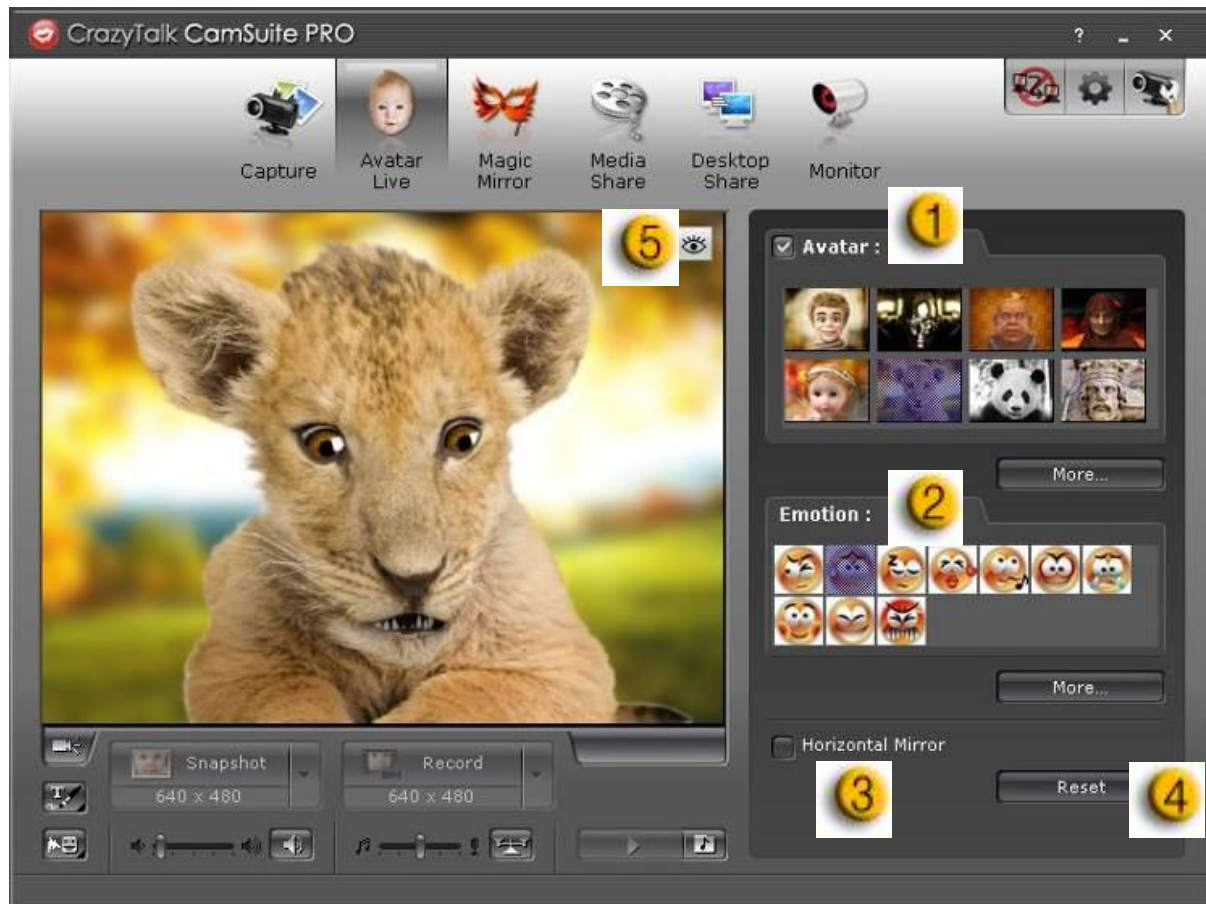 CrazyTalk CamSuite PRO
?
Capture
Avatar
Live
Magic
Mirror
Media
Share
Desktop
Share
Monitor
5
1
Avatar :
More...
2
Emotion :
More...
Horizontal Mirror
3
Reset
4
Snapshot
640 x 480
Record
640 x 480
T